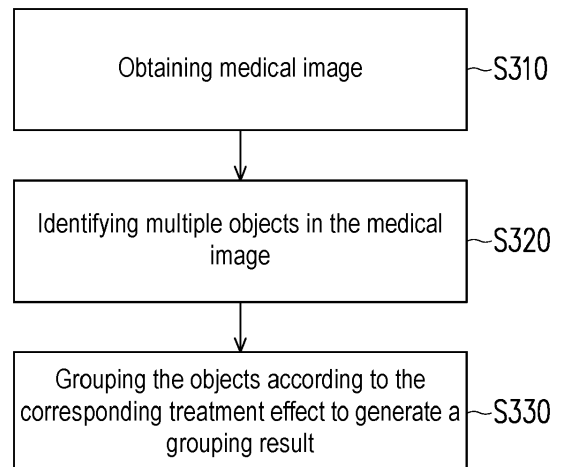 Obtaining medical image
S310
Identifying multiple objects in the medical
image
S320
Grouping the objects according to the
corresponding treatment effect to generate a
grouping result
S330